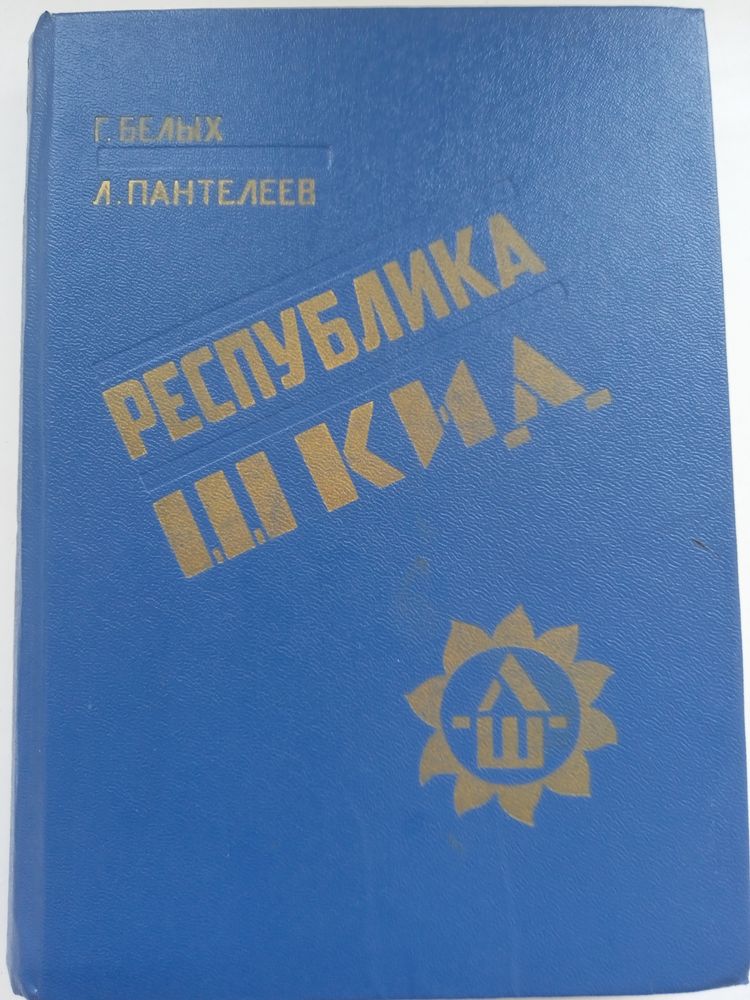 Г. БЕЛЫХ
Л. ПАНТЕЛЕЕВ
РЕСПУБЛИКА
ШКИД
Л
-Ш-